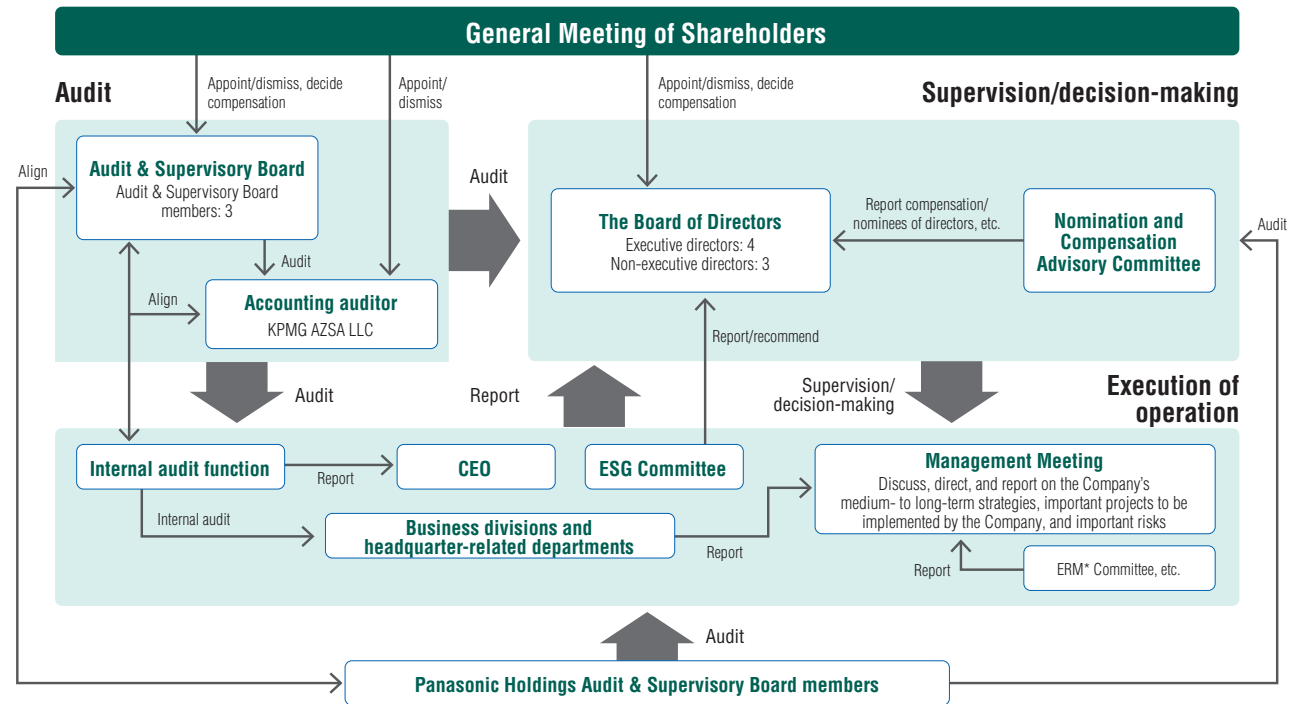 General Meeting of Shareholders
Audit
Appoint/dismiss, decide
compensation
Appoint/
dismiss
Appoint/dismiss, decide
compensation
Supervision/decision-making
Align
Audit & Supervisory Board
Audit & Supervisory Board
members: 3
Audit
Audit
Align
Accounting auditor
KPMG AZSA LLC
The Board of Directors
Executive directors: 4
Non-executive directors: 3
Report compensation/
nominees of directors, etc.
Nomination and
Compensation
Advisory Committee
Audit
Report/recommend
Audit
Report
Supervision/
decision-making
Execution of
operation
Internal audit function
Report
CEO
ESG Committee
Management Meeting
Discuss, direct, and report on the Company's
medium- to long-term strategies, important projects to be
implemented by the Company, and important risks
Internal audit
Business divisions and
headquarter-related departments
Report
Report
ERM* Committee, etc.
Audit
Panasonic Holdings Audit & Supervisory Board members